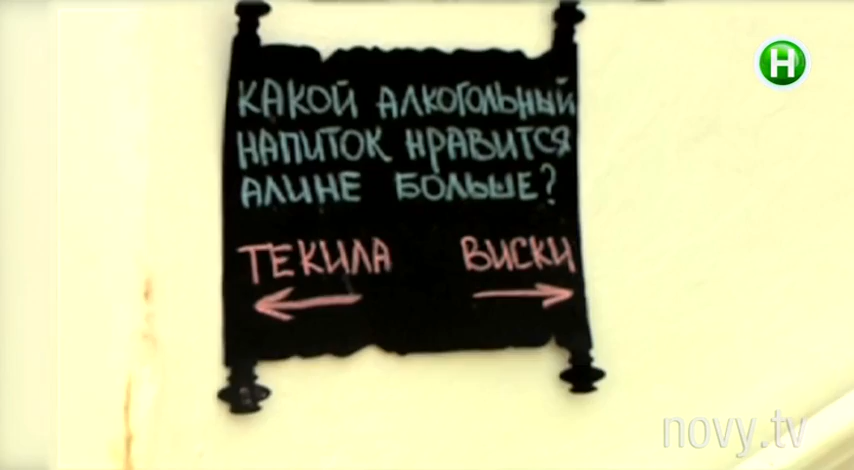 H
КАКОЙ АЛКОГОЛЬНЫЙ
НАПИТОК НРАВИТСЯ
АЛИНЕ БОЛЬШЕ?
ТЕКИЛА ВИСКИ
novy.tv